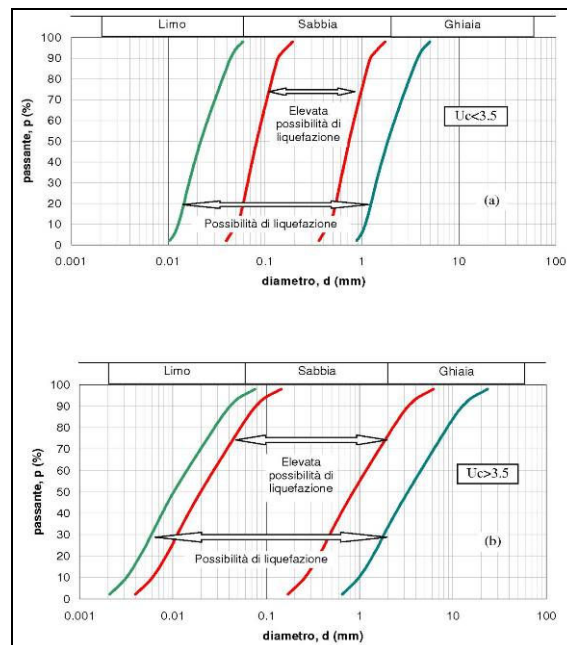 Limo Sabbia Ghiaia
passante, p (%)
100
90
80
70
60
50
40
30
20
10
0
Elevata
possibilità di
liquefazione
Uc<3.5
(a)
Possibilità di liquefazione
0.001 0.01 0.1 1 10 100
diametro, d (mm)
Limo Sabbia Ghiaia
passante, p (%)
100
90
80
70
60
50
40
30
20
10
0
Elevata
possibilità di
liquefazione
Uc>3.5
(b)
Possibilità di liquefazione
0.001 0.01 0.1 1 10 100
diametro, d (mm)